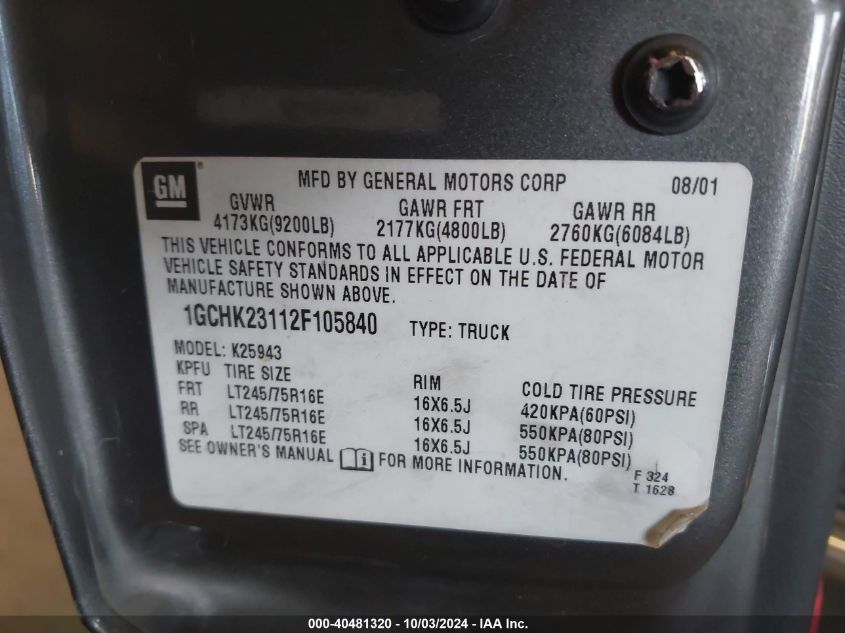 GM ®
MFD BY GENERAL MOTORS CORP 08/01
GVWR GAWR FRT GAWR RR
4173KG(9200LB) 2177KG(4800LB) 2760KG(6084LB)
THIS VEHICLE CONFORMS TO ALL APPLICABLE U.S. FEDERAL MOTOR
VEHICLE SAFETY STANDARDS IN EFFECT ON THE DATE OF
MANUFACTURE SHOWN ABOVE.
1GCHK23112F105840 TYPE: TRUCK
MODEL: K25943
KPFU TIRE SIZE RIM COLD TIRE PRESSURE
FRT LT245/75R16E 16X6.5J 420KPA(60PSI)
RR LT245/75R16E 16X6.5J 550KPA(80PSI)
SPA LT245/75R16E 16X6.5J 550KPA(80PSI)
SEE OWNER'S MANUAL i FOR MORE INFORMATION.
F 324
T 1628
000-40481320 - 10/03/2024 - IAA Inc.